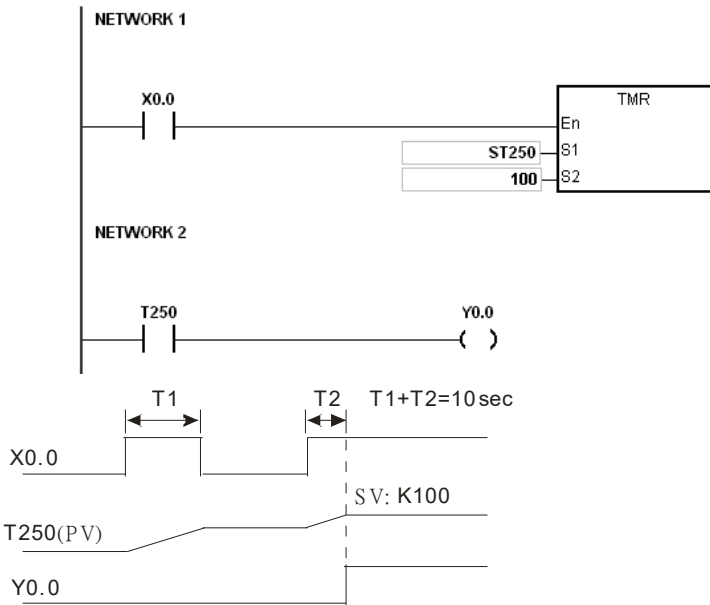 NETWORK 1
X0.0
TMR
En
ST250 S1
100 S2
NETWORK 2
T250 Y0.0
T1 T2 T1+T2=10sec
X0.0
SV: K100
T250(PV)
Y0.0